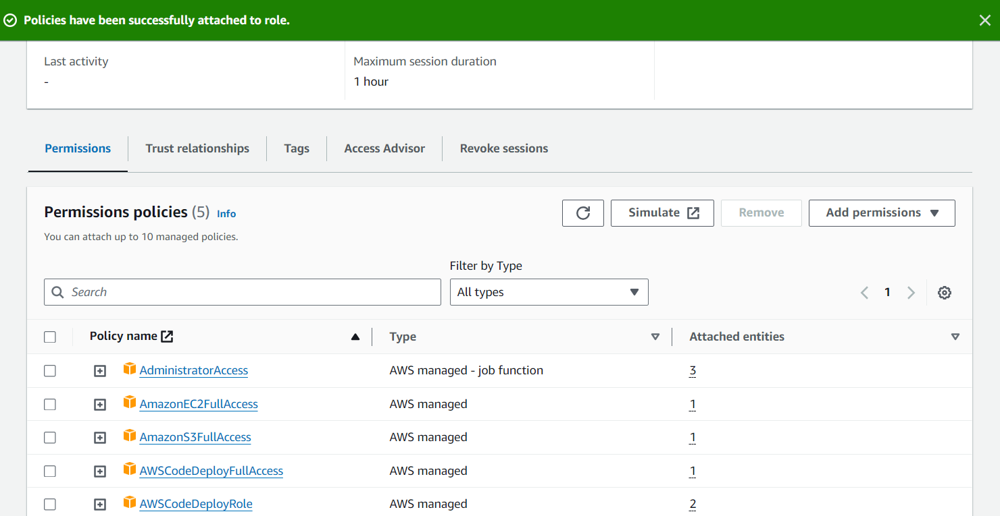 Policies have been successfully attached to role.
Last activity
Maximum session duration
-
1 hour
Permissions
Trust relationships
Tags
Access Advisor
Revoke sessions
Permissions policies (5) Info
Simulate
Remove
Add permissions
You can attach up to 10 managed policies.
Filter by Type
Search
All types
1
Policy name
Type
Attached entities
AdministratorAccess
AWS managed - job function
3
AmazonEC2FullAccess
AWS managed
1
AmazonS3FullAccess
AWS managed
1
AWSCodeDeployFullAccess
AWS managed
1
AWSCodeDeployRole
AWS managed
2